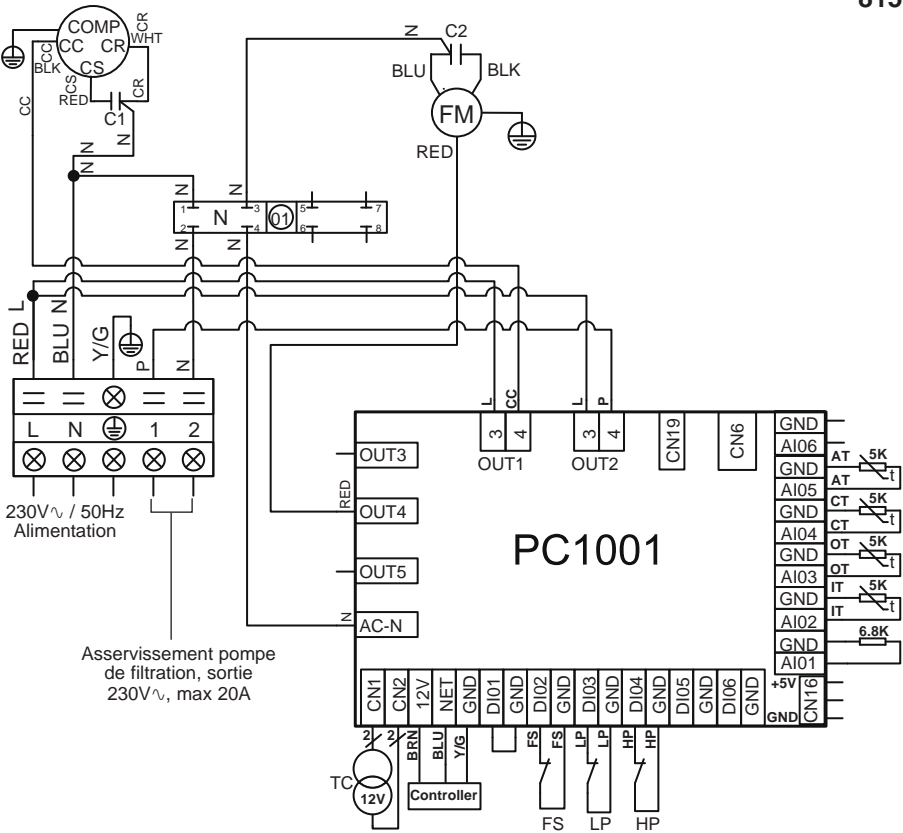 815
COMP
CC
CR
CS
CR
WHT
CC
BLK
CS
RED
CR
CC
C1
N
N
N
N
C2
BLU
BLK
FM
RED
N
N
1
2
N
3
4
01
5
6
7
8
N
N
RED L
BLU N
Y/G
P
N
L
N
1
2
230V∿ / 50Hz
Alimentation
Asservissement pompe
de filtration, sortie
230V∿, max 20A
L
CC
L
P
3
4
3
4
OUT1
OUT2
CN19
CN6
OUT3
RED
OUT4
OUT5
N
AC-N
PC1001
GND
AI06
GND
AI05
GND
AI04
GND
AI03
GND
AI02
GND
AI01
AT
5K
t
AT
CT
5K
t
CT
OT
5K
t
OT
IT
5K
t
IT
6.8K
+5V
CN16
GND
CN1
CN2
12V
NET
GND
DI01
GND
DI02
GND
DI03
GND
DI04
GND
DI05
GND
DI06
GND
2
2
BRN
BLU
Y/G
FS
FS
LP
LP
HP
HP
TC
12V
Controller
FS
LP
HP